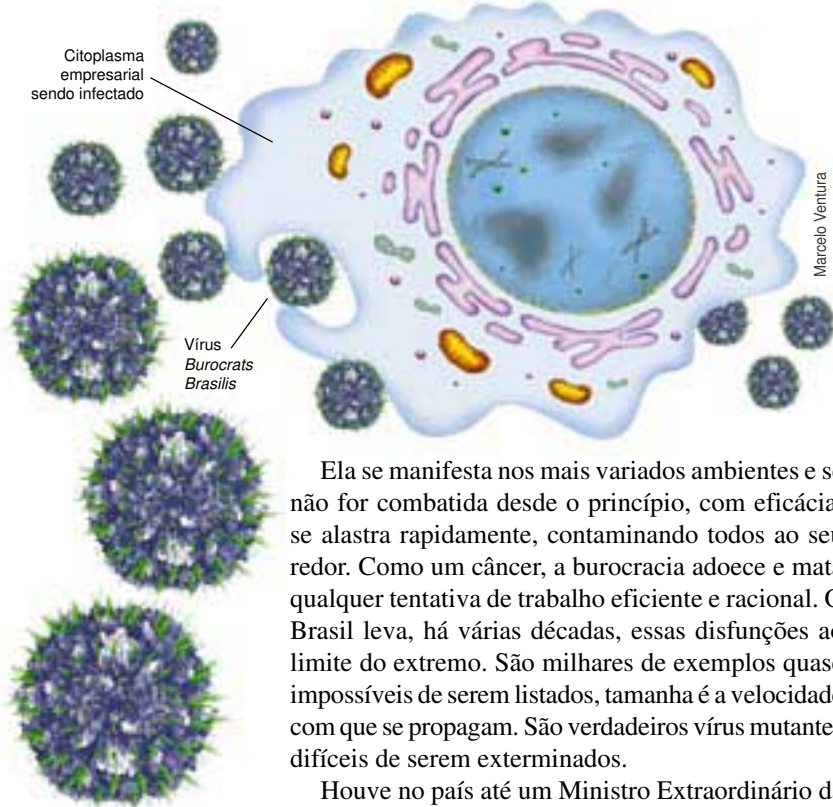 Citoplasma
empresarial
sendo infectado
Marcelo Ventura
Vírus
Burocrats
Brasilis
Ela se manifesta nos mais variados ambientes e se
não for combatida desde o princípio, com eficácia,
se alastra rapidamente, contaminando todos ao seu
redor. Como um câncer, a burocracia adoece e mata
qualquer tentativa de trabalho eficiente e racional. O
Brasil leva, há várias décadas, essas disfunções ao
limite do extremo. São milhares de exemplos quase
impossíveis de serem listados, tamanha é a velocidade
com que se propagam. São verdadeiros vírus mutantes
difíceis de serem exterminados.
Houve no país até um Ministro Extraordinário